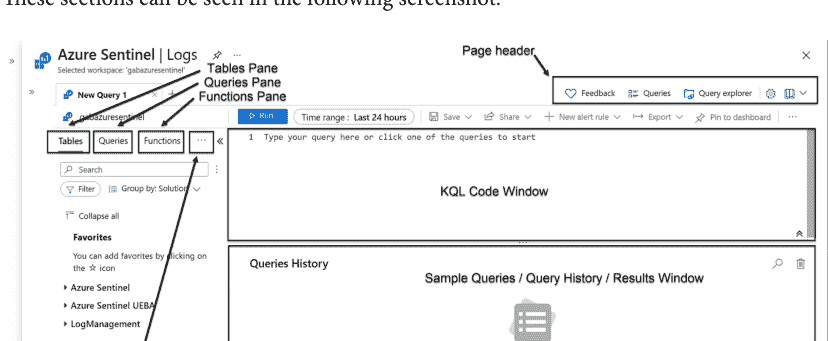 These sections can be seen in the following screenshot:
Azure Sentinel | Logs
Selected workspace: 'gabazuresentinel'
Page header
Tables Pane
Queries Pane
Functions Pane
New Query 1
Feedback Queries Query explorer
gabazuresentinel
Run Time range : Last 24 hours Save Share New alert rule Export Pin to dashboard
Tables Queries Functions
1 Type your query here or click one of the queries to start
Search
Filter Group by: Solution
KQL Code Window
Collapse all
Favorites
You can add favorites by clicking on
the ☆ icon
Queries History
Sample Queries / Query History / Results Window
Azure Sentinel
Azure Sentinel UEBA
LogManagement